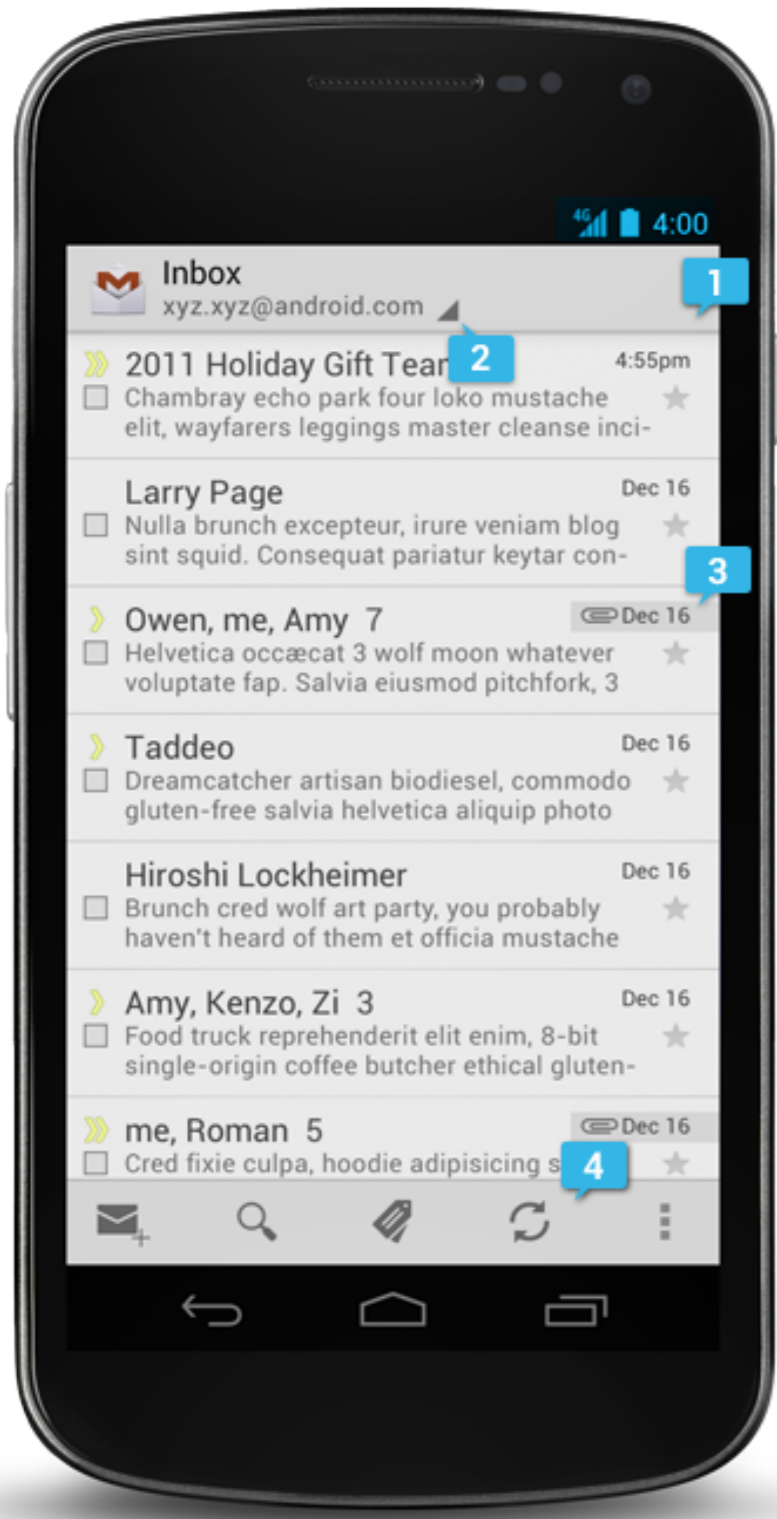 4G 4:00
Inbox
1
xyz.xyz@android.com
2
2011 Holiday Gift 4:55pm
Chambray echo park four loko mustache
elit, wayfarers leggings master cleanse inci-
Larry Page Dec 16
Nulla brunch excepteur, irure veniam blog
sint squid. Consequat pariatur keytar con-
3
Owen, me, Amy 7 Dec 16
Helvetica occæcat 3 wolf moon whatever
voluptate fap. Salvia eiusmod pitchfork, 3
Taddeo Dec 16
Dreamcatcher artisan biodiesel, commodo
gluten-free salvia helvetica aliquip photo
Hiroshi Lockheimer Dec 16
Brunch cred wolf art party, you probably
haven't heard of them et officia mustache
Amy, Kenzo, Zi 3 Dec 16
Food truck reprehenderit elit enim, 8-bit
single-origin coffee butcher ethical gluten-
me, Roman 5 Dec 16
Cred fixie culpa, hoodie adipisicing
4